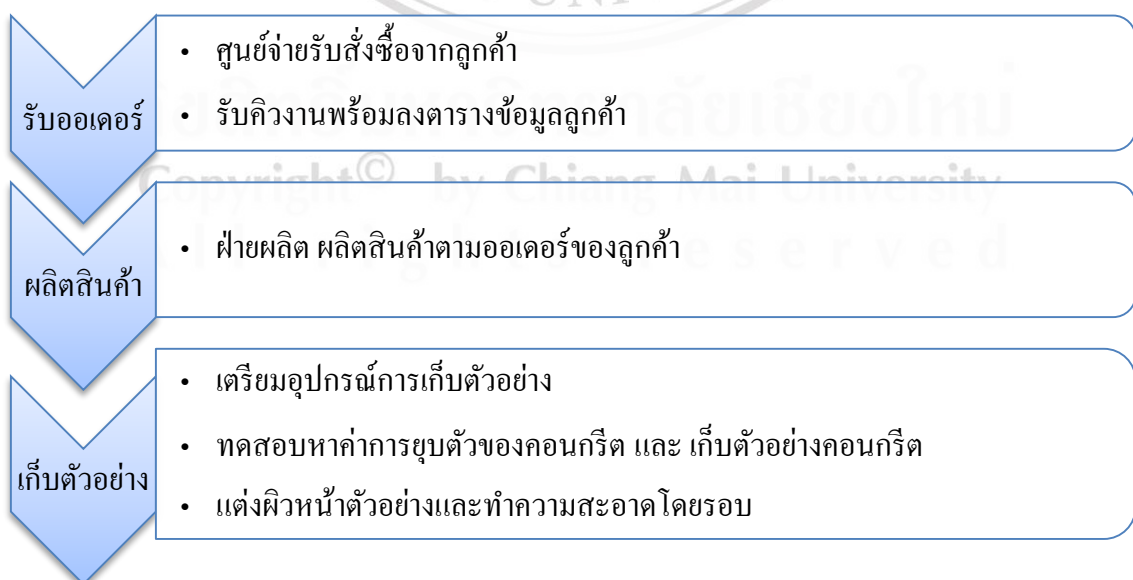 รับออเดอร์
• ศูนย์จ่ายรับสั่งซื้อจากลูกค้า
• รับคิวงานพร้อมลงตารางข้อมูลลูกค้า
Copyright© by Chiang Mai University
ผลิตสินค้า
• ฝ่ายผลิต ผลิตสินค้าตามออเดอร์ของลูกค้า
เก็บตัวอย่าง
• เตรียมอุปกรณ์การเก็บตัวอย่าง
• ทดสอบหาค่าการยุบตัวของคอนกรีต และ เก็บตัวอย่างคอนกรีต
• แต่งผิวหน้าตัวอย่างและทำความสะอาดโดยรอบ